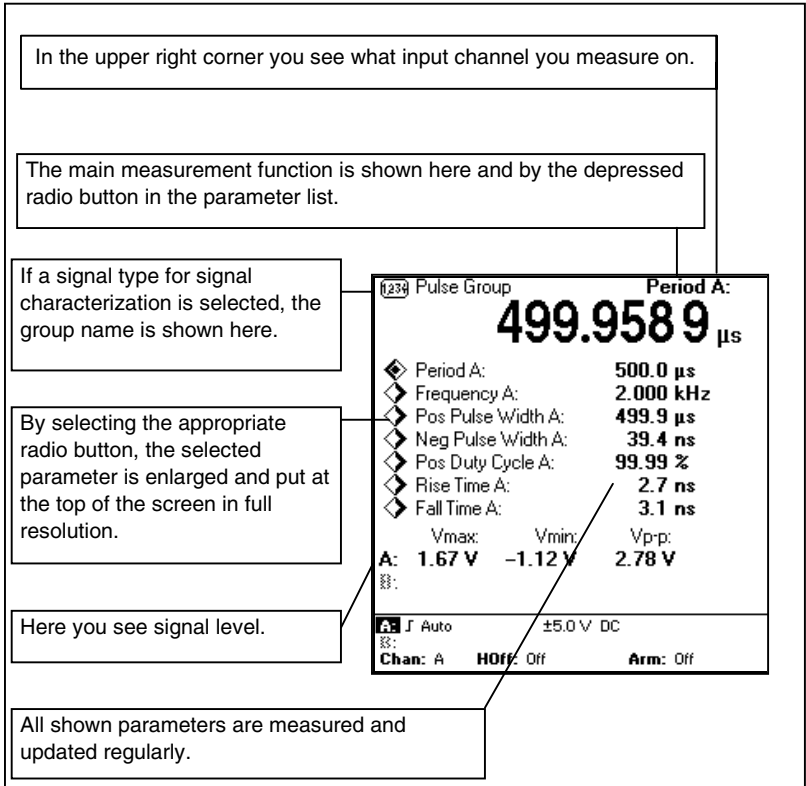 In the upper right corner you see what input channel you measure on.
The main measurement function is shown here and by the depressed
radio button in the parameter list.
If a signal type for signal
characterization is selected, the
group name is shown here.
By selecting the appropriate
radio button, the selected
parameter is enlarged and put at
the top of the screen in full
resolution.
Here you see signal level.
All shown parameters are measured and
updated regularly.
1234 Pulse Group Period A:
499.958 9 µs
Period A: 500.0 µs
Frequency A: 2.000 kHz
Pos Pulse Width A: 499.9 µs
Neg Pulse Width A: 39.4 ns
Pos Duty Cycle A: 99.99 %
Rise Time A: 2.7 ns
Fall Time A: 3.1 ns
Vmax: Vmin: Vp-p:
A: 1.67 V −1.12 V 2.78 V
B:
A: Auto ±5.0 V DC
B:
Chan: A HOff: Off Arm: Off